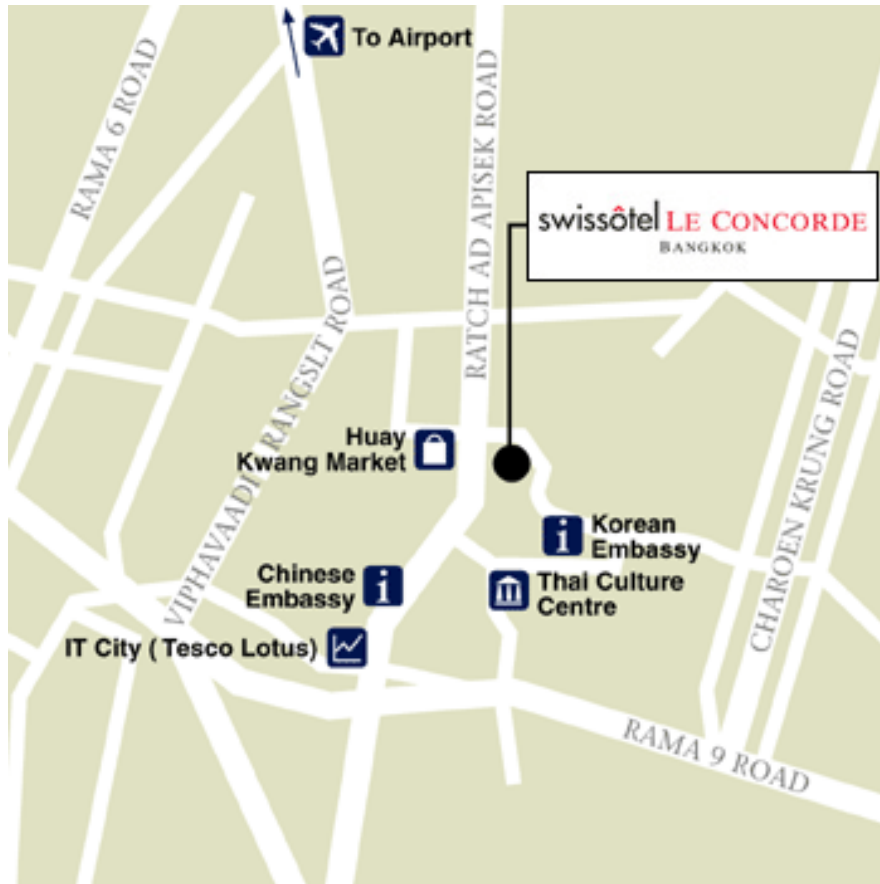 To Airport
RAMA 6 ROAD
RATCH AD APISEK ROAD
swissôtel LE CONCORDE
BANGKOK
VIPHAVAADI RANGSLT ROAD
Huay
Kwang Market
CHAROEN KRUNG ROAD
Korean
Embassy
Chinese
Embassy
Thai Culture
Centre
IT City ( Tesco Lotus)
RAMA 9 ROAD